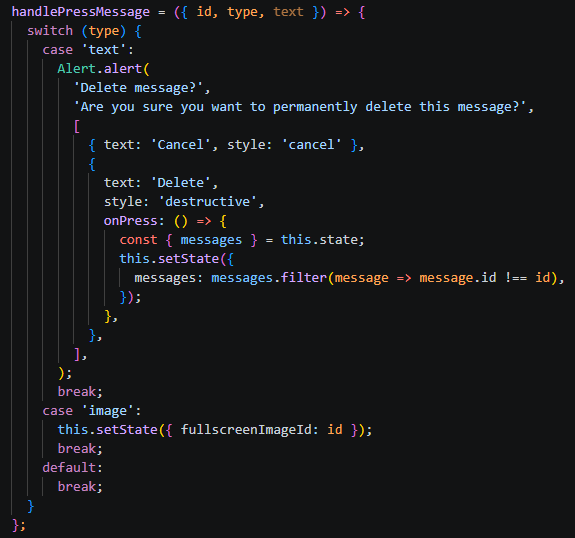 handlePressMessage = ({ id, type, text }) => {
  switch (type) {
    case 'text':
      Alert.alert(
        'Delete message?',
        'Are you sure you want to permanently delete this message?',
        [
          { text: 'Cancel', style: 'cancel' },
          {
            text: 'Delete',
            style: 'destructive',
            onPress: () => {
              const { messages } = this.state;
              this.setState({
                messages: messages.filter(message => message.id !== id),
              });
            },
          },
        ],
      );
      break;
    case 'image':
      this.setState({ fullscreenImageId: id });
      break;
    default:
      break;
  }
};